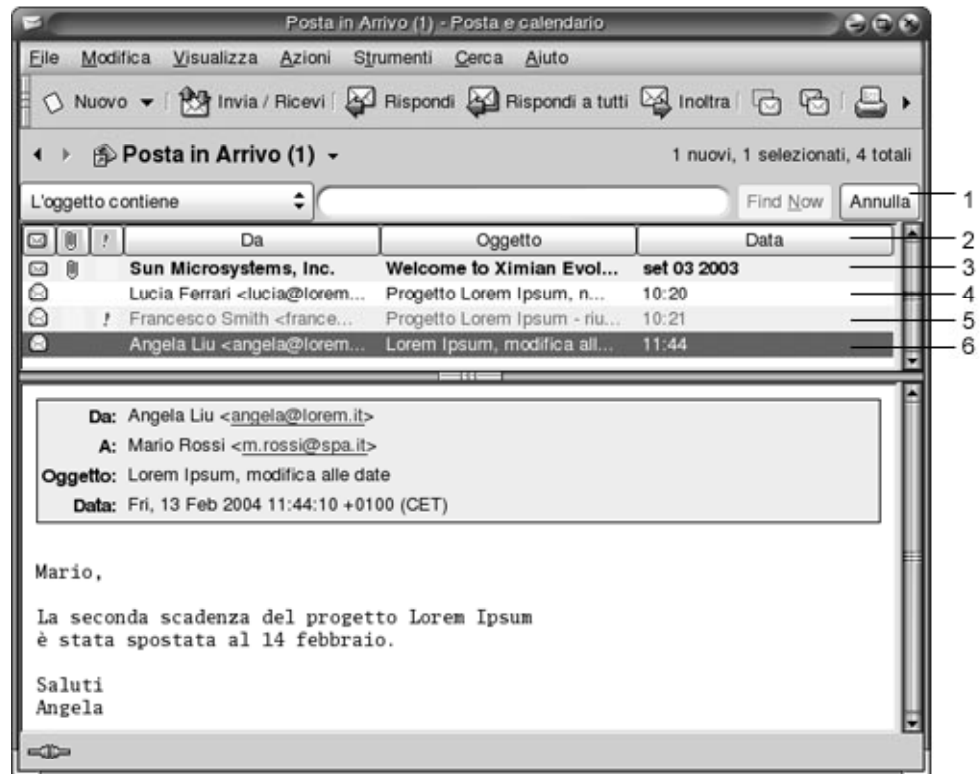 Posta in Arrivo (1) - Posta e calendario
File Modifica Visualizza Azioni Strumenti Cerca Aiuto
Nuovo Invia / Ricevi Rispondi Rispondi a tutti Inoltra
Posta in Arrivo (1) 1 nuovi, 1 selezionati, 4 totali
L'oggetto contiene Find Now Annulla 1
! Da Oggetto Data 2
Sun Microsystems, Inc. Welcome to Ximian Evol... set 03 2003 3
Lucia Ferrari <lucia@lorem... Progetto Lorem Ipsum, n... 10:20 4
! Francesco Smith <france... Progetto Lorem Ipsum - riu... 10:21 5
Angela Liu <angela@lorem... Lorem Ipsum, modifica all... 11:44 6
Da: Angela Liu <angela@lorem.it>
A: Mario Rossi <m.rossi@spa.it>
Oggetto: Lorem Ipsum, modifica alle date
Data: Fri, 13 Feb 2004 11:44:10 +0100 (CET)
Mario,
La seconda scadenza del progetto Lorem Ipsum
è stata spostata al 14 febbraio.
Saluti
Angela